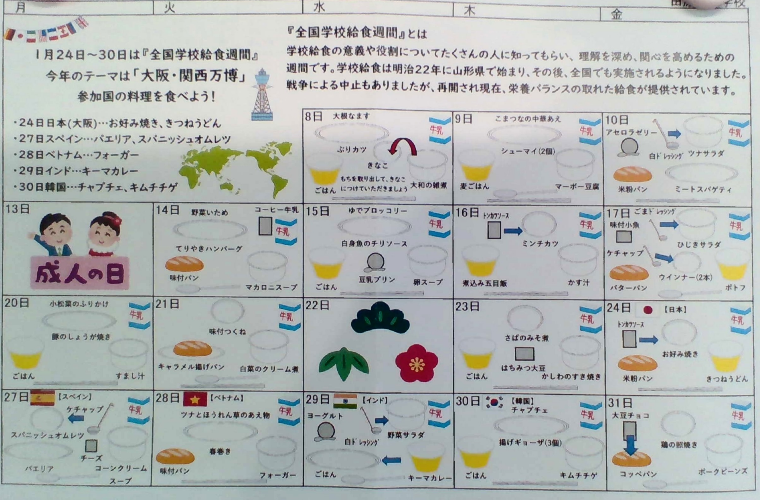 月 火 水 木 金
1月24日～30日は『全国学校給食週間』
今年のテーマは「大阪・関西万博」
参加国の料理を食べよう！
・24日日本(大阪)…お好み焼き、きつねうどん
・27日スペイン…パエリア、スパニッシュオムレツ
・28日ベトナム…フォーガー
・29日インド…キーマカレー
・30日韓国…チャプチェ、キムチチゲ
『全国学校給食週間』とは
学校給食の意義や役割についてたくさんの人に知ってもらい、理解を深め、関心を高めるための
週間です。学校給食は明治22年に山形県で始まり、その後、全国でも実施されるようになりました。
戦争による中止もありましたが、再開され現在、栄養バランスの取れた給食が提供されています。
8日
大根なます
牛乳
ぶりカツ
きなこ
もちを取り出して、きなこ
につけていただきましょう
ごはん
大和の雑煮
9日
こまつなの中華あえ
牛乳
シューマイ(2個)
麦ごはん
マーボー豆腐
10日
アセロラゼリー
牛乳
白ドレッシング
ツナサラダ
米粉パン
ミートスパゲティ
13日
成人の日
14日
野菜いため
コーヒー牛乳
牛乳
てりやきハンバーグ
味付パン
マカロニスープ
15日
ゆでブロッコリー
牛乳
白身魚のチリソース
豆乳プリン
ごはん
卵スープ
16日
トンカツソース
牛乳
ミンチカツ
煮込み五目飯
かす汁
17日
ごまドレッシング
味付小魚
牛乳
ひじきサラダ
ケチャップ
ウインナー(2本)
バターパン
ポトフ
20日
小松菜のふりかけ
牛乳
豚のしょうが焼き
ごはん
すまし汁
21日
牛乳
味付つくね
キャラメル揚げパン
白菜のクリーム煮
22日
23日
牛乳
さばのみそ煮
はちみつ大豆
ごはん
かしわのすき焼き
24日
【日本】
トンカツソース
牛乳
お好み焼き
米粉パン
きつねうどん
27日
【スペイン】
ケチャップ
牛乳
スパニッシュオムレツ
チーズ
パエリア
コーンクリーム
スープ
28日
【ベトナム】
ツナとほうれん草のあえ物
牛乳
春巻き
味付パン
フォーガー
29日
【インド】
ヨーグルト
牛乳
白ドレッシング
野菜サラダ
ごはん
キーマカレー
30日
【韓国】
チャプチェ
牛乳
揚げギョーザ(3個)
ごはん
キムチチゲ
31日
大豆チョコ
牛乳
鶏の照焼き
コッペパン
ポークビーンズ